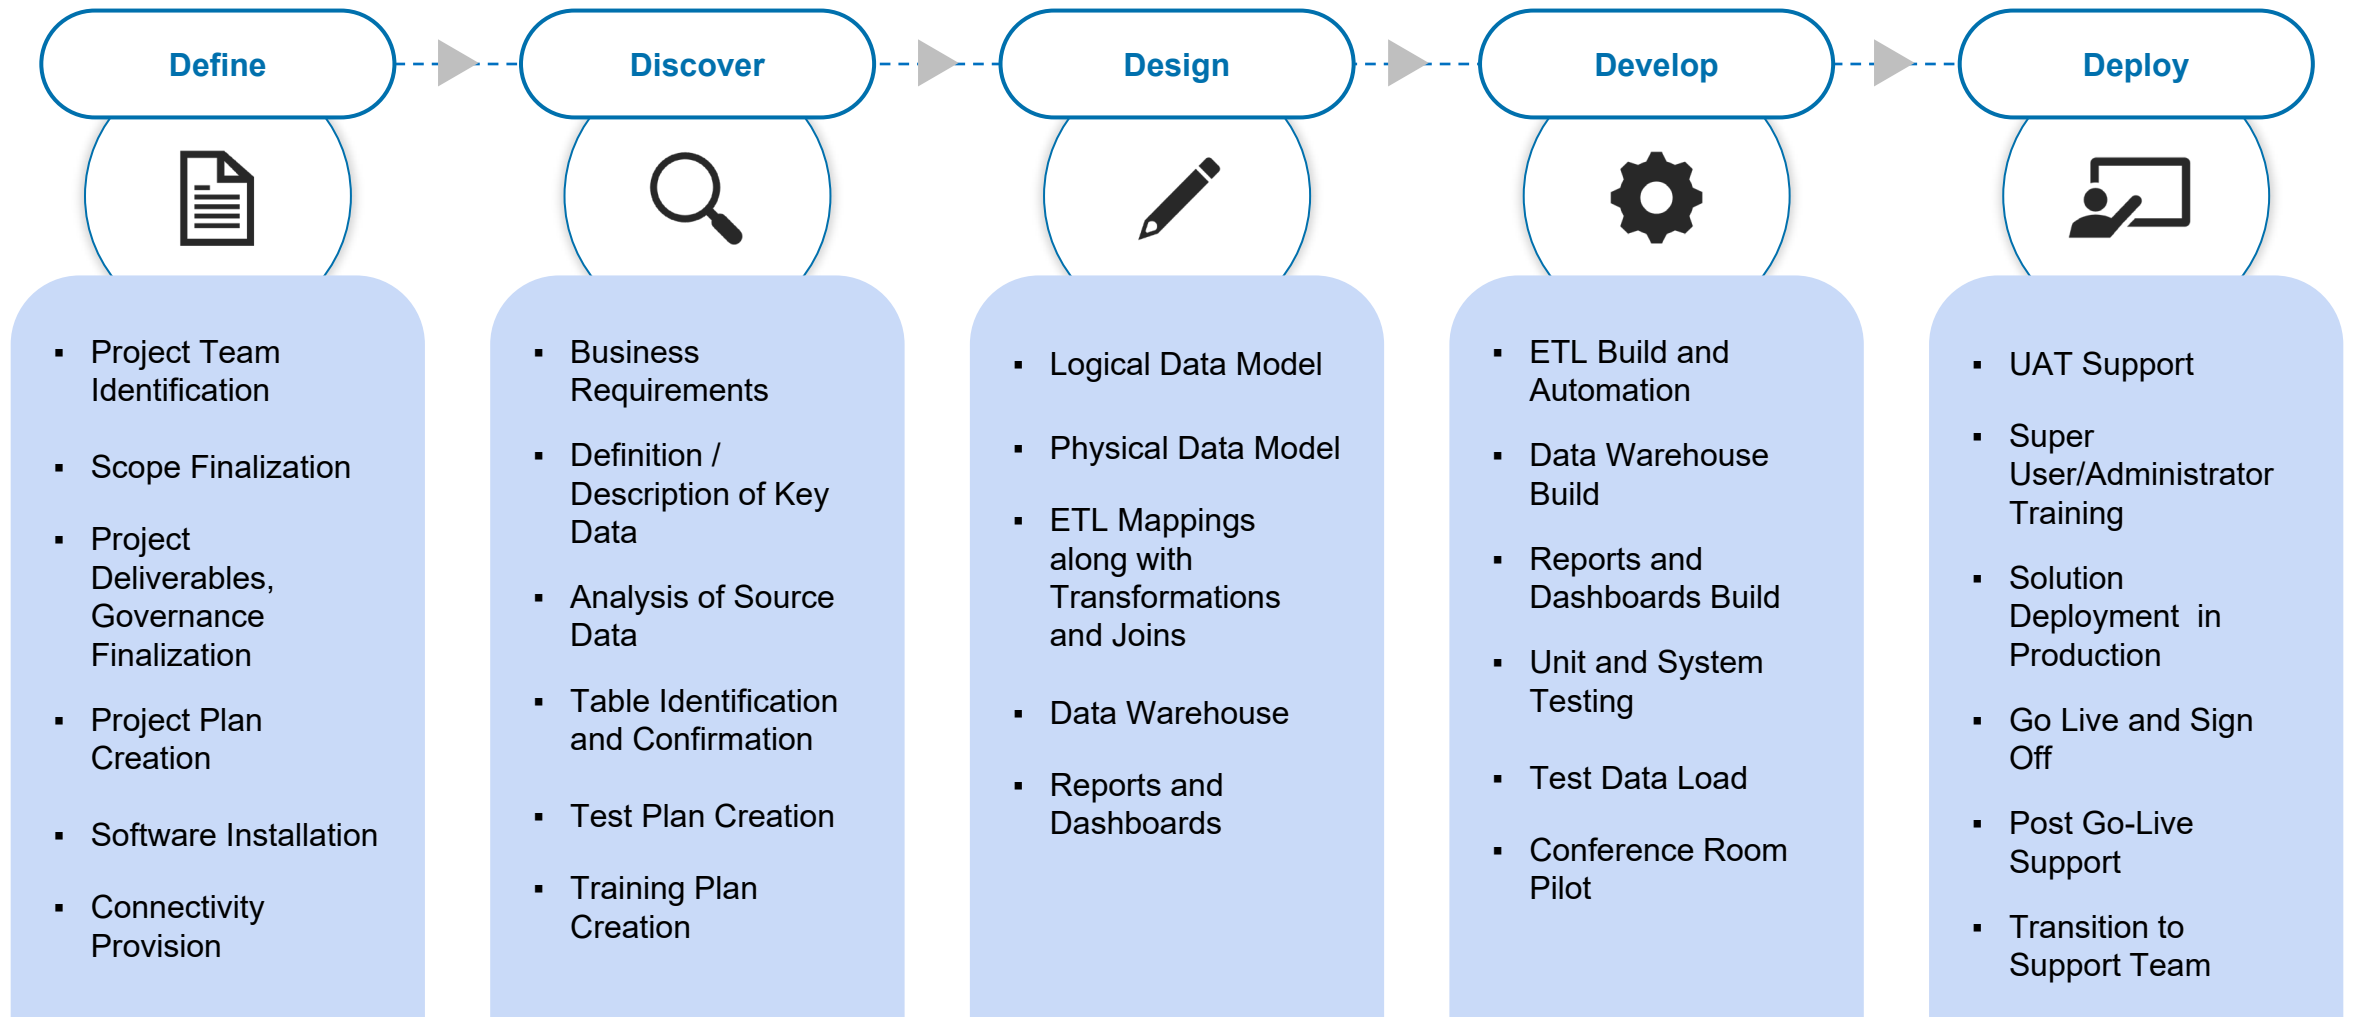 Define
Discover
Design
Develop
Deploy
▪ Project Team
Identification
▪ Scope Finalization
▪ Project
Deliverables,
Governance
Finalization
▪ Project Plan
Creation
▪ Software Installation
▪ Connectivity
Provision
▪ Business
Requirements
▪ Definition /
Description of Key
Data
▪ Analysis of Source
Data
▪ Table Identification
and Confirmation
▪ Test Plan Creation
▪ Training Plan
Creation
▪ Logical Data Model
▪ Physical Data Model
▪ ETL Mappings
along with
Transformations
and Joins
▪ Data Warehouse
▪ Reports and
Dashboards
▪ ETL Build and
Automation
▪ Data Warehouse
Build
▪ Reports and
Dashboards Build
▪ Unit and System
Testing
▪ Test Data Load
▪ Conference Room
Pilot
▪ UAT Support
▪ Super
User/Administrator
Training
▪ Solution
Deployment  in
Production
▪ Go Live and Sign
Off
▪ Post Go-Live
Support
▪ Transition to
Support Team